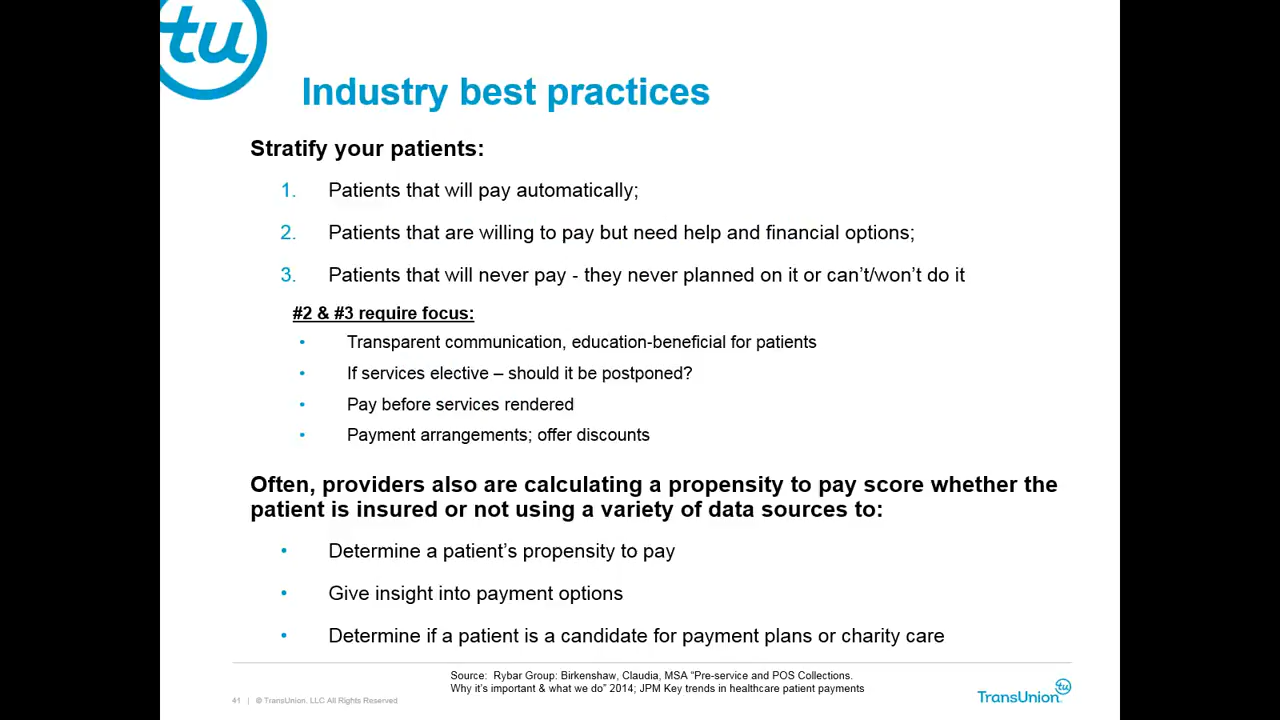 tu
Industry best practices
Stratify your patients:
1. Patients that will pay automatically;
2. Patients that are willing to pay but need help and financial options;
3. Patients that will never pay - they never planned on it or can't/won't do it
#2 & #3 require focus:
• Transparent communication, education-beneficial for patients
• If services elective – should it be postponed?
• Pay before services rendered
• Payment arrangements; offer discounts
Often, providers also are calculating a propensity to pay score whether the
patient is insured or not using a variety of data sources to:
• Determine a patient's propensity to pay
• Give insight into payment options
• Determine if a patient is a candidate for payment plans or charity care
Source: Rybar Group: Birkenshaw, Claudia, MSA “Pre-service and POS Collections.
Why it's important & what we do” 2014; JPM Key trends in healthcare patient payments
41 | © TransUnion. LLC All Rights Reserved
TransUnion tu